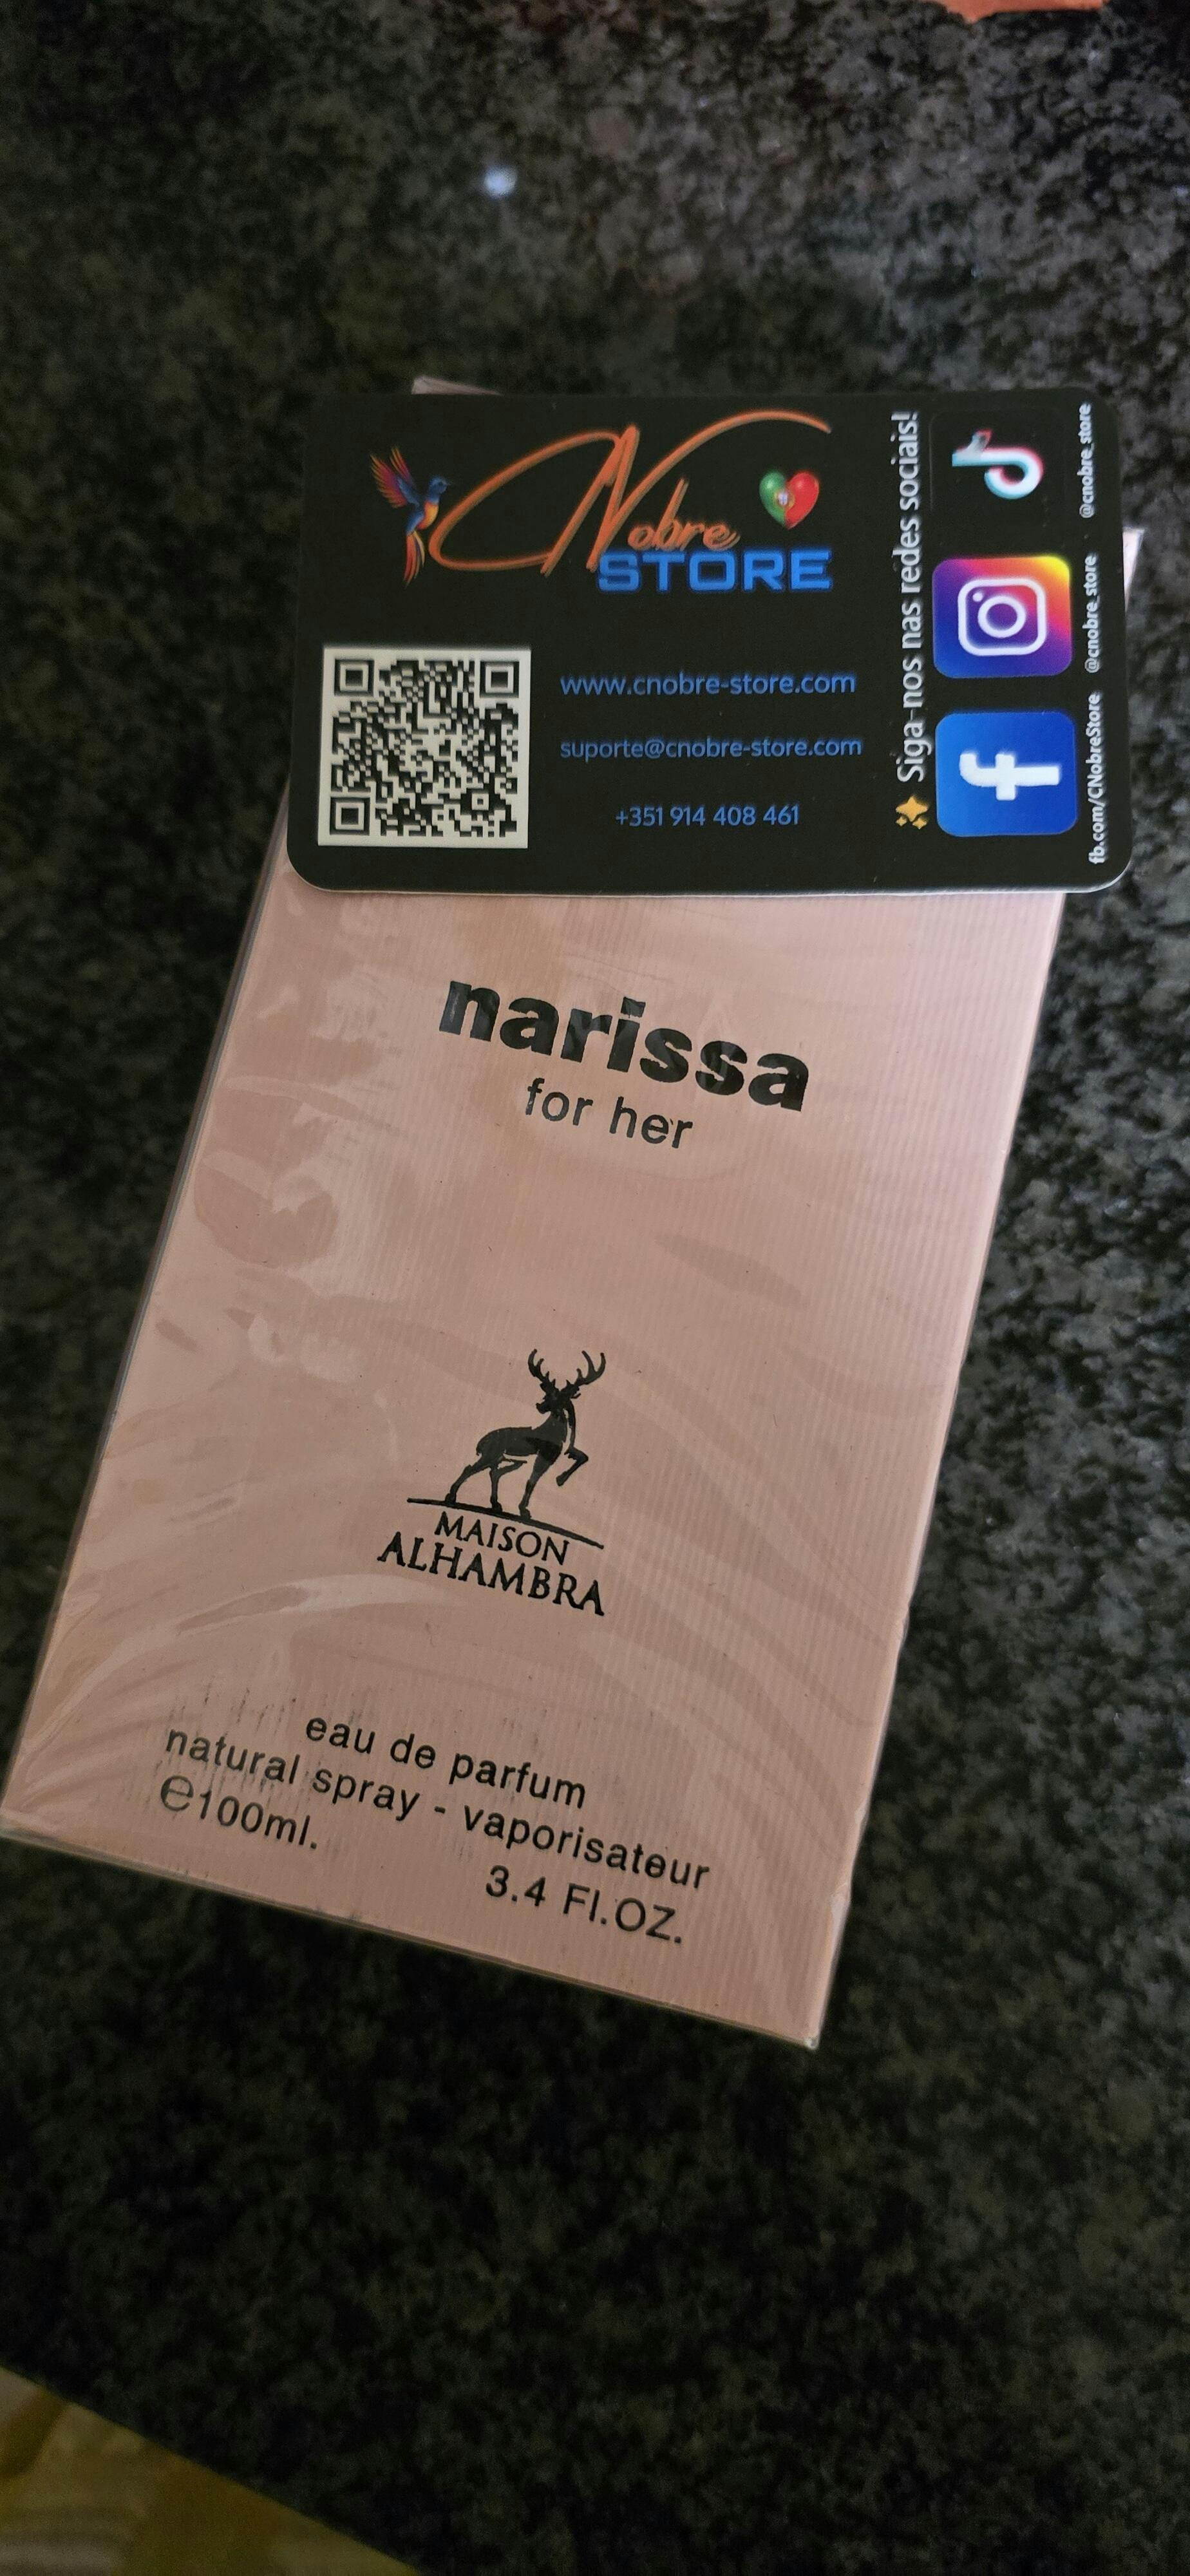 CNobre
STORE
www.cnobre-store.com
suporte@cnobre-store.com
+351 914 408 461
✨ Siga-nos nas redes sociais!
@cnobre_store
@cnobre_store
fb.com/CNobreStore
narissa
for her
MAISON
ALHAMBRA
eau de parfum
natural spray - vaporisateur
℮100ml. 3.4 Fl.OZ.